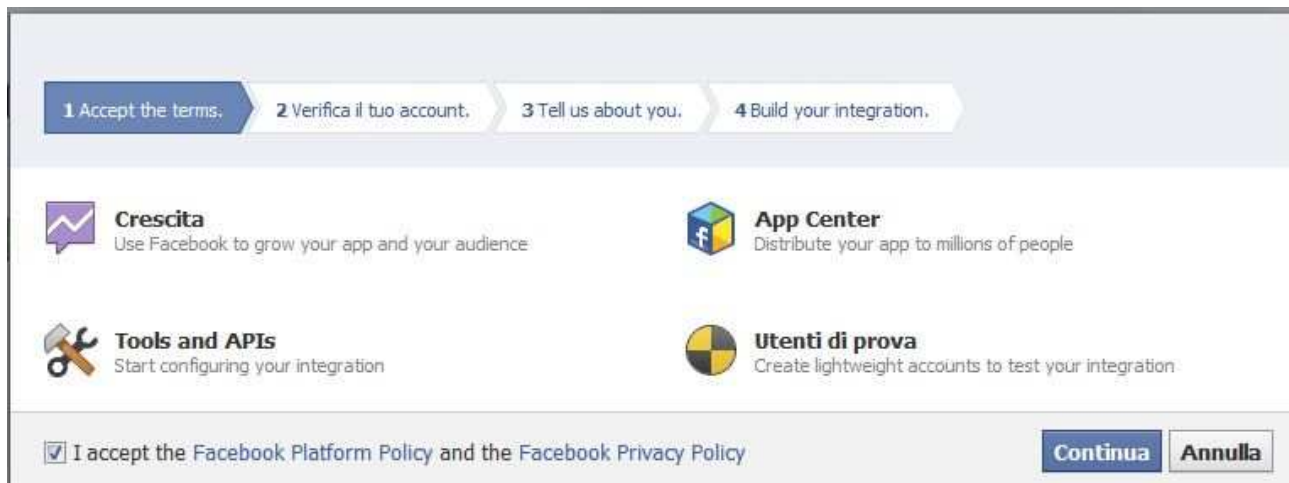 1 Accept the terms. 2 Verifica il tuo account. 3 Tell us about you. 4 Build your integration.
Crescita
Use Facebook to grow your app and your audience
App Center
Distribute your app to millions of people
Tools and APIs
Start configuring your integration
Utenti di prova
Create lightweight accounts to test your integration
I accept the Facebook Platform Policy and the Facebook Privacy Policy
Continua Annulla